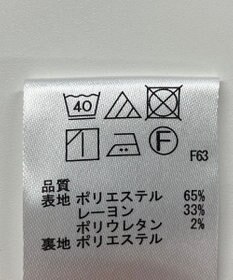 40
F
F63
品質
表地 ポリエステル 65%
レーヨン 33%
ポリウレタン 2%
裏地 ポリエステル